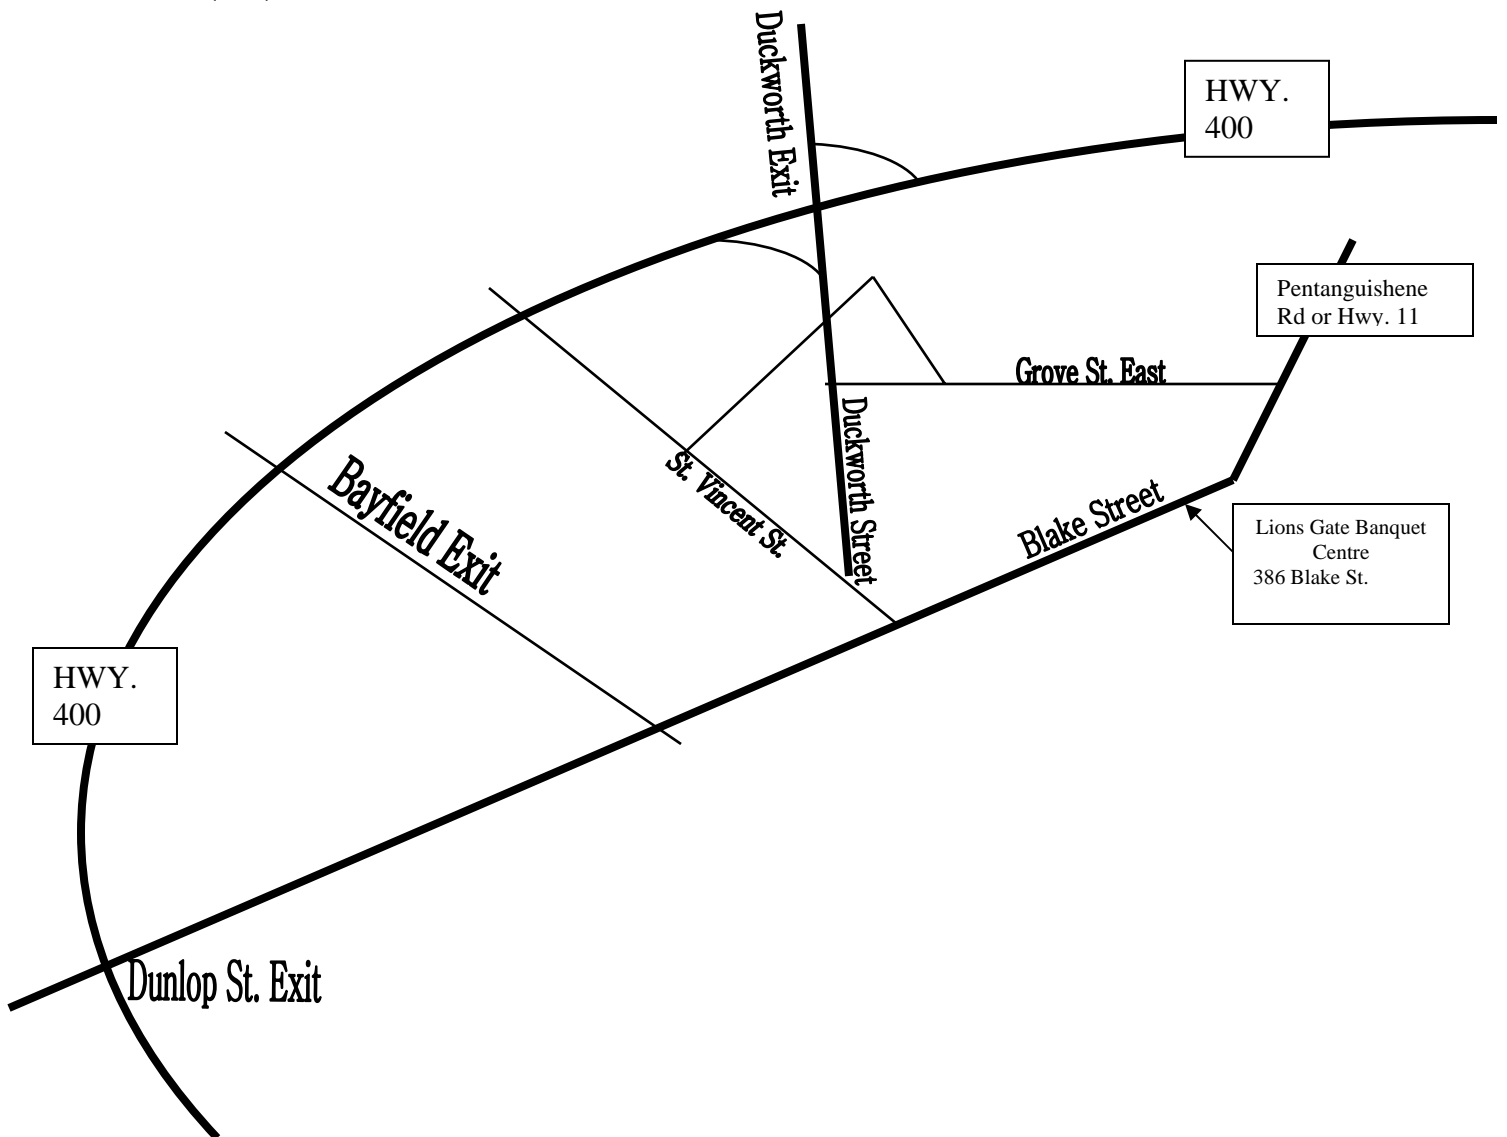 Duckworth Exit
HWY.
400
Pentanguishene
Rd or Hwy. 11
Grove St. East
Duckworth Street
St. Vincent St.
Bayfield Exit
Blake Street
Lions Gate Banquet
Centre
386 Blake St.
HWY.
400
Dunlop St. Exit